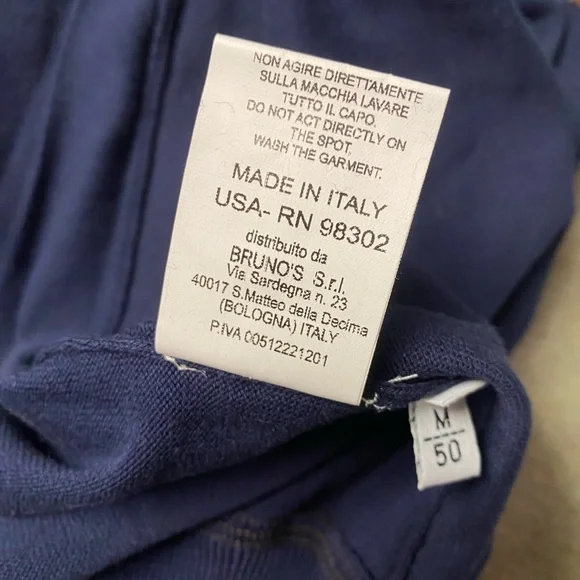 NON AGIRE DIRETTAMENTE
SULLA MACCHIA LAVARE
TUTTO IL CAPO.
DO NOT ACT DIRECTLY ON
THE SPOT,
WASH THE GARMENT.
MADE IN ITALY
USA- RN 98302
distribuito da
BRUNO'S S.r.l.
Via Sardegna n. 23
40017 S.Matteo della Decima
(BOLOGNA) ITALY
P.IVA 00512221201
M
50